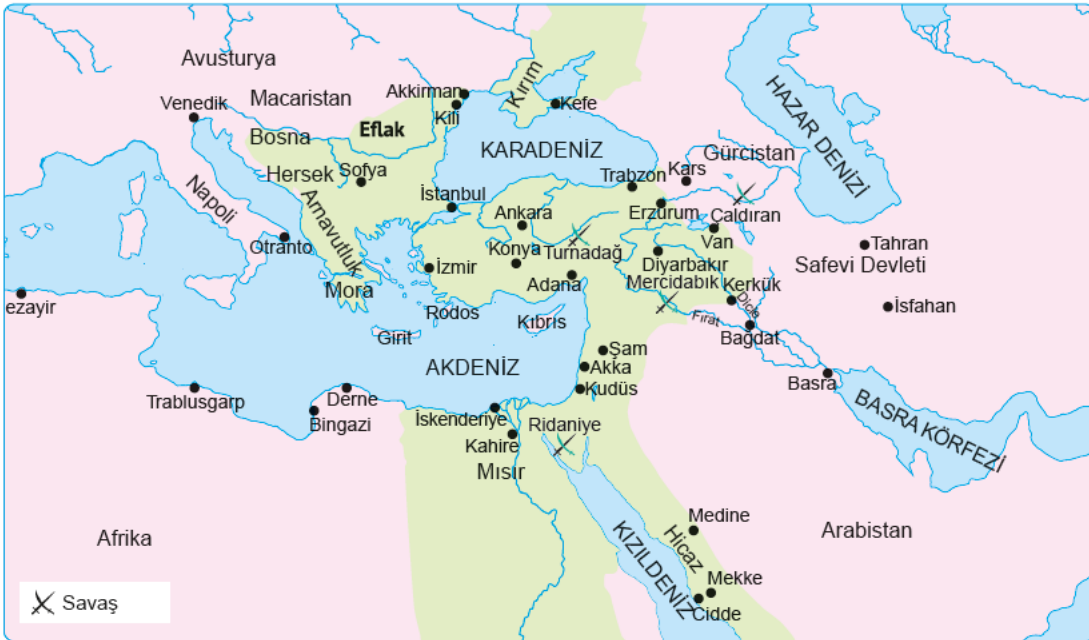 Avusturya
Venedik
Macaristan
Akkirman
Kili
Kırım
Kefe
Bosna
Eflak
HAZAR DENİZİ
KARADENİZ
Gürcistan
Hersek
Sofya
Napoli
Arnavutluk
İstanbul
Trabzon
Kars
Ankara
Erzurum
Çaldıran
Otranto
Konya
Turnadağ
Van
Tahran
İzmir
Diyarbakır
Safevi Devleti
Mora
Adana
Mercidabık
Kerkük
ezayir
Rodos
Kıbrıs
Fırat
Dicle
İsfahan
Girit
Bağdat
Şam
AKDENİZ
Akka
Basra
Kudüs
Trablusgarp
Derne
Bingazi
İskenderiye
Ridaniye
BASRA KÖRFEZİ
Kahire
Mısır
Medine
Arabistan
Afrika
KIZILDENİZ
Hicaz
Mekke
Cidde
Savaş